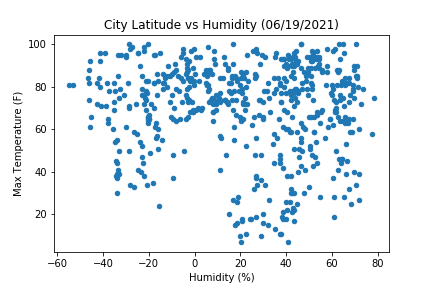 City Latitude vs Humidity (06/19/2021)
100
80
60
40
20
Max Temperature (F)
−60 −40 −20 0 20 40 60 80
Humidity (%)